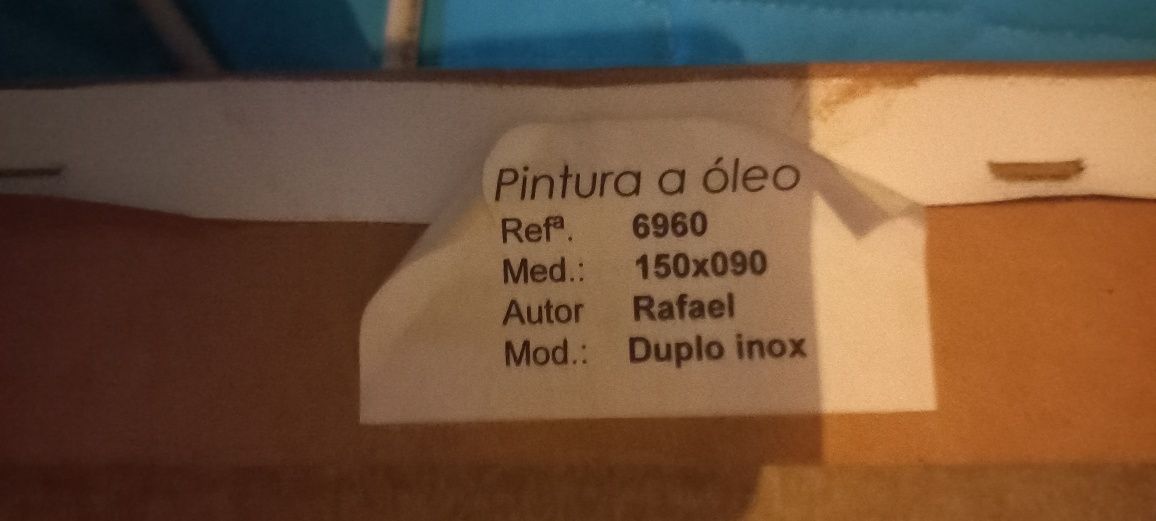 Pintura a óleo
Refª. 6960
Med.: 150x090
Autor Rafael
Mod.: Duplo inox